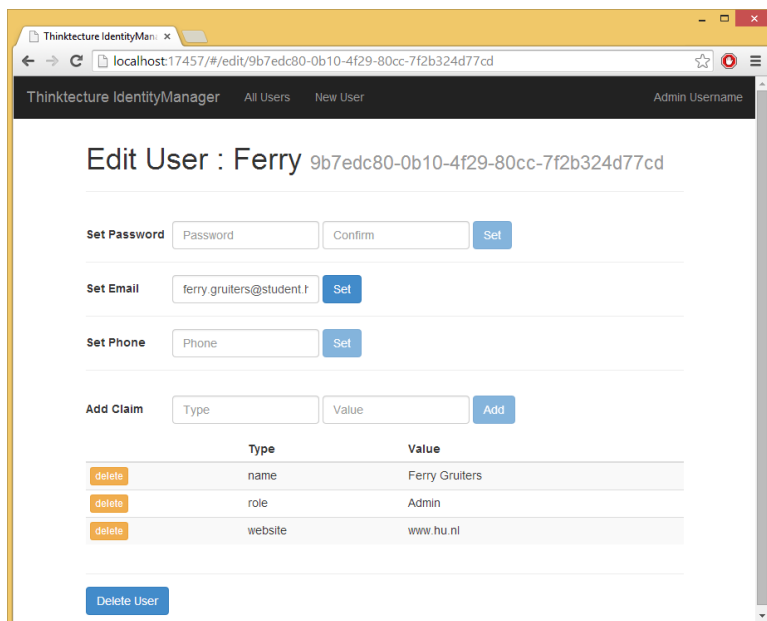 Thinktecture IdentityMana
localhost:17457/#/edit/9b7edc80-0b10-4f29-80cc-7f2b324d77cd
Thinktecture IdentityManager All Users New User Admin Username
Edit User : Ferry 9b7edc80-0b10-4f29-80cc-7f2b324d77cd
Set Password Password Confirm Set
Set Email ferry.gruiters@student.h Set
Set Phone Phone Set
Add Claim Type Value Add
Type Value
delete name Ferry Gruiters
delete role Admin
delete website www.hu.nl
Delete User